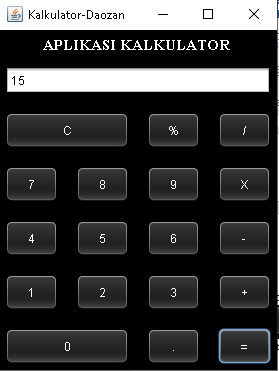 Kalkulator-Daozan
APLIKASI KALKULATOR
15
C % /
7 8 9 X
4 5 6 -
1 2 3 +
0 . =